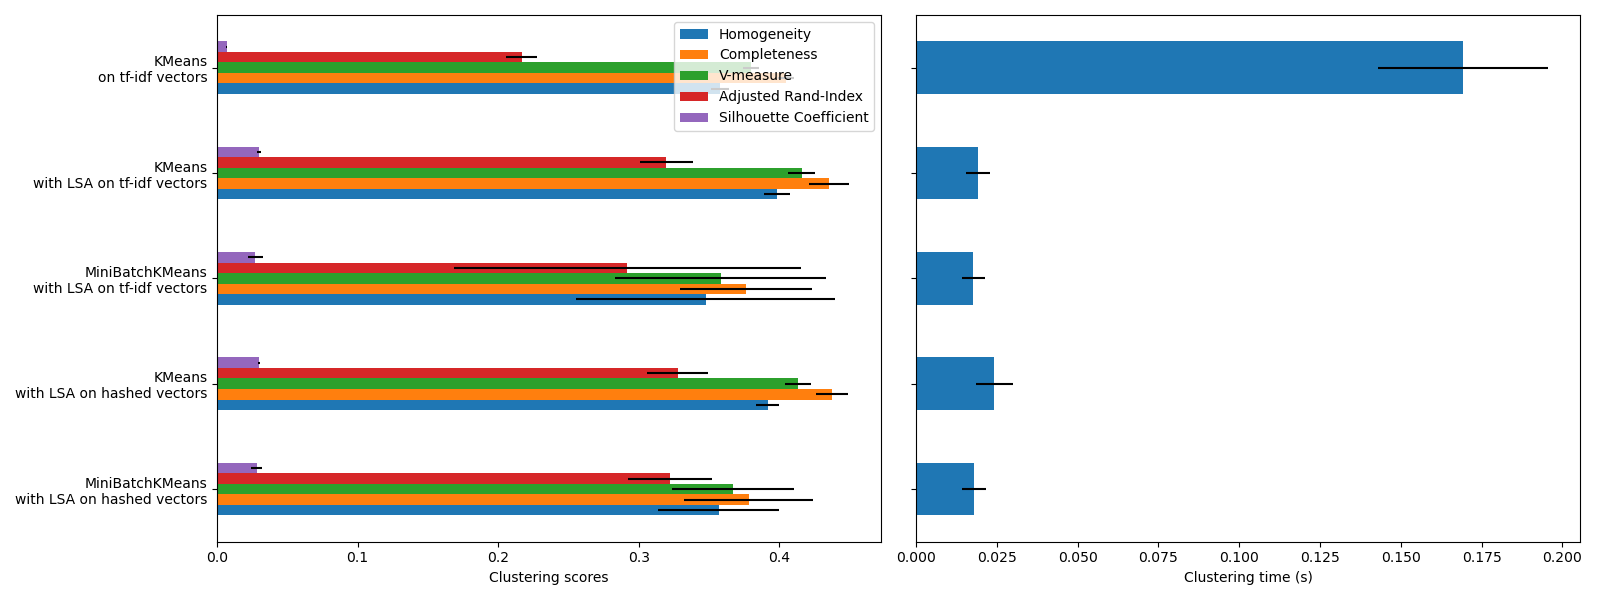 KMeans
on tf-idf vectors
KMeans
with LSA on tf-idf vectors
MiniBatchKMeans
with LSA on tf-idf vectors
KMeans
with LSA on hashed vectors
MiniBatchKMeans
with LSA on hashed vectors
Homogeneity
Completeness
V-measure
Adjusted Rand-Index
Silhouette Coefficient
0.0 0.1 0.2 0.3 0.4
Clustering scores
0.000 0.025 0.050 0.075 0.100 0.125 0.150 0.175 0.200
Clustering time (s)